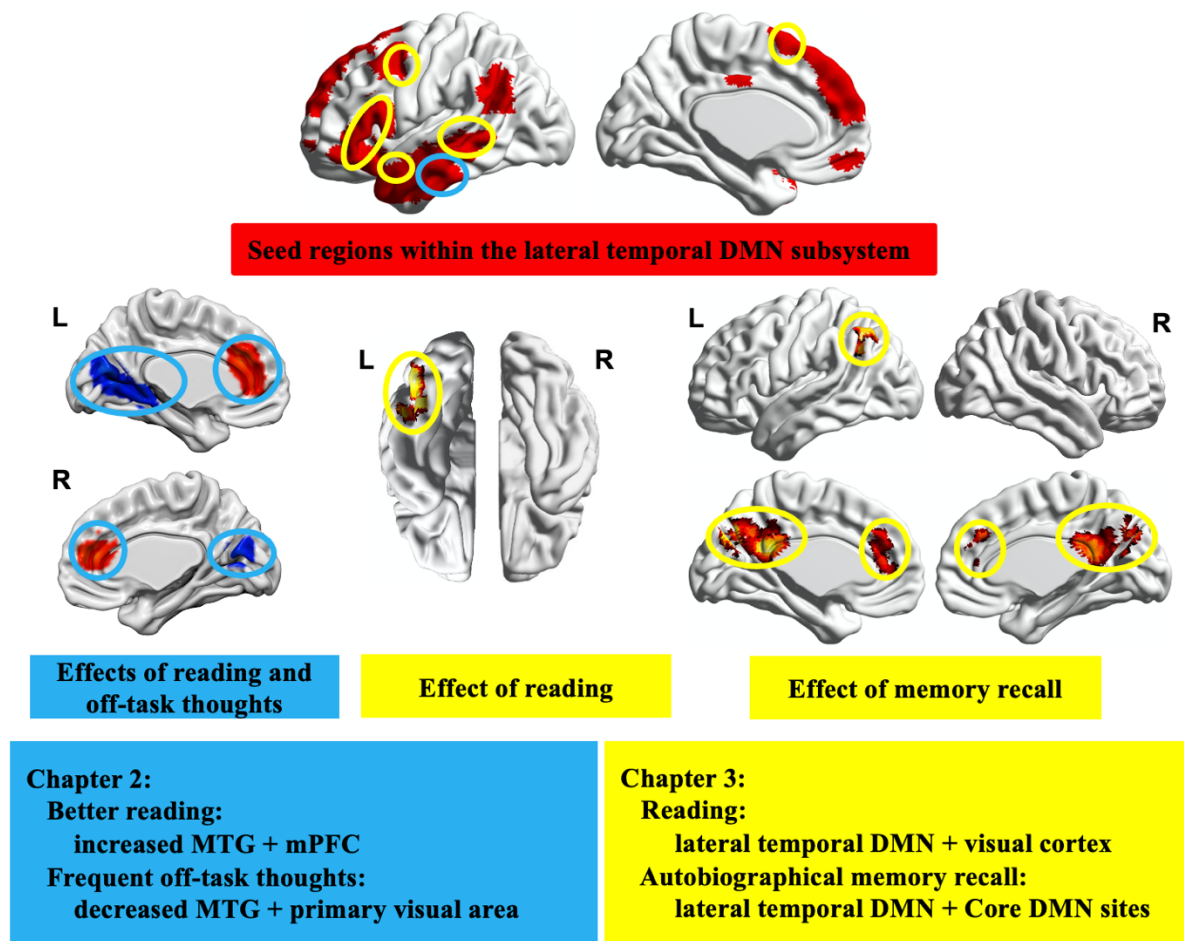 Seed regions within the lateral temporal DMN subsystem
L
R
L
R
L
R
Effects of reading and
off-task thoughts
Effect of reading
Effect of memory recall
Chapter 2:
Better reading:
increased MTG + mPFC
Frequent off-task thoughts:
decreased MTG + primary visual area
Chapter 3:
Reading:
lateral temporal DMN + visual cortex
Autobiographical memory recall:
lateral temporal DMN + Core DMN sites